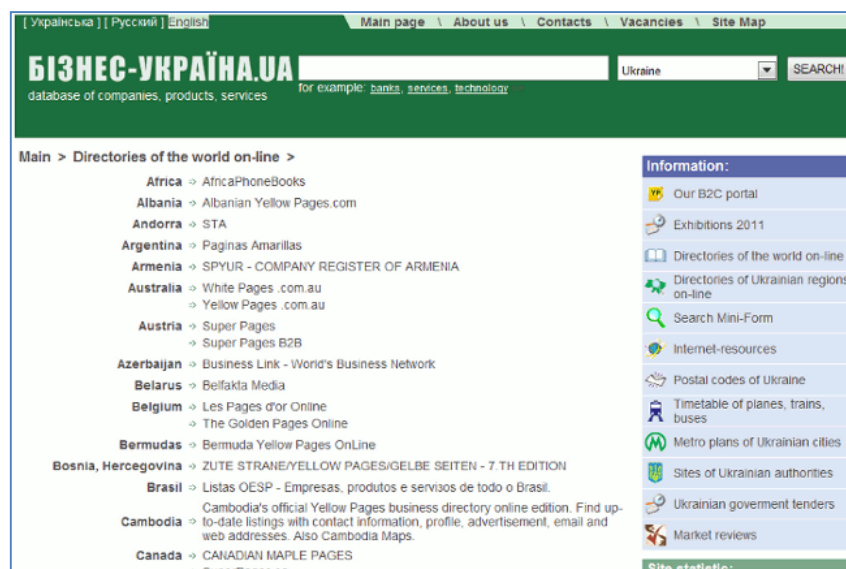 [ Українська ] [ Русский ] English
Main page \ About us \ Contacts \ Vacancies \ Site Map
БІЗНЕС-УКРАЇНА.UA
database of companies, products, services
Ukraine
SEARCH!
for example: banks, services, technology
Main > Directories of the world on-line >
Africa AfricaPhoneBooks
Albania Albanian Yellow Pages.com
Andorra STA
Argentina Paginas Amarillas
Armenia SPYUR - COMPANY REGISTER OF ARMENIA
Australia White Pages .com.au
Yellow Pages .com.au
Austria Super Pages
Super Pages B2B
Azerbaijan Business Link - World's Business Network
Belarus Belfakta Media
Belgium Les Pages d'or Online
The Golden Pages Online
Bermudas Bermuda Yellow Pages OnLine
Bosnia, Hercegovina ZUTE STRANE/YELLOW PAGES/GELBE SEITEN - 7.TH EDITION
Brasil Listas OESP - Empresas, produtos e servisos de todo o Brasil.
Cambodia's official Yellow Pages business directory online edition. Find up-
Cambodia to-date listings with contact information, profile, advertisement, email and
web addresses. Also Cambodia Maps.
Canada CANADIAN MAPLE PAGES
Information:
Our B2C portal
Exhibitions 2011
Directories of the world on-line
Directories of Ukrainian regions
on-line
Search Mini-Form
Internet-resources
Postal codes of Ukraine
Timetable of planes, trains,
buses
Metro plans of Ukrainian cities
Sites of Ukrainian authorities
Ukrainian goverment tenders
Market reviews
Site statistic: